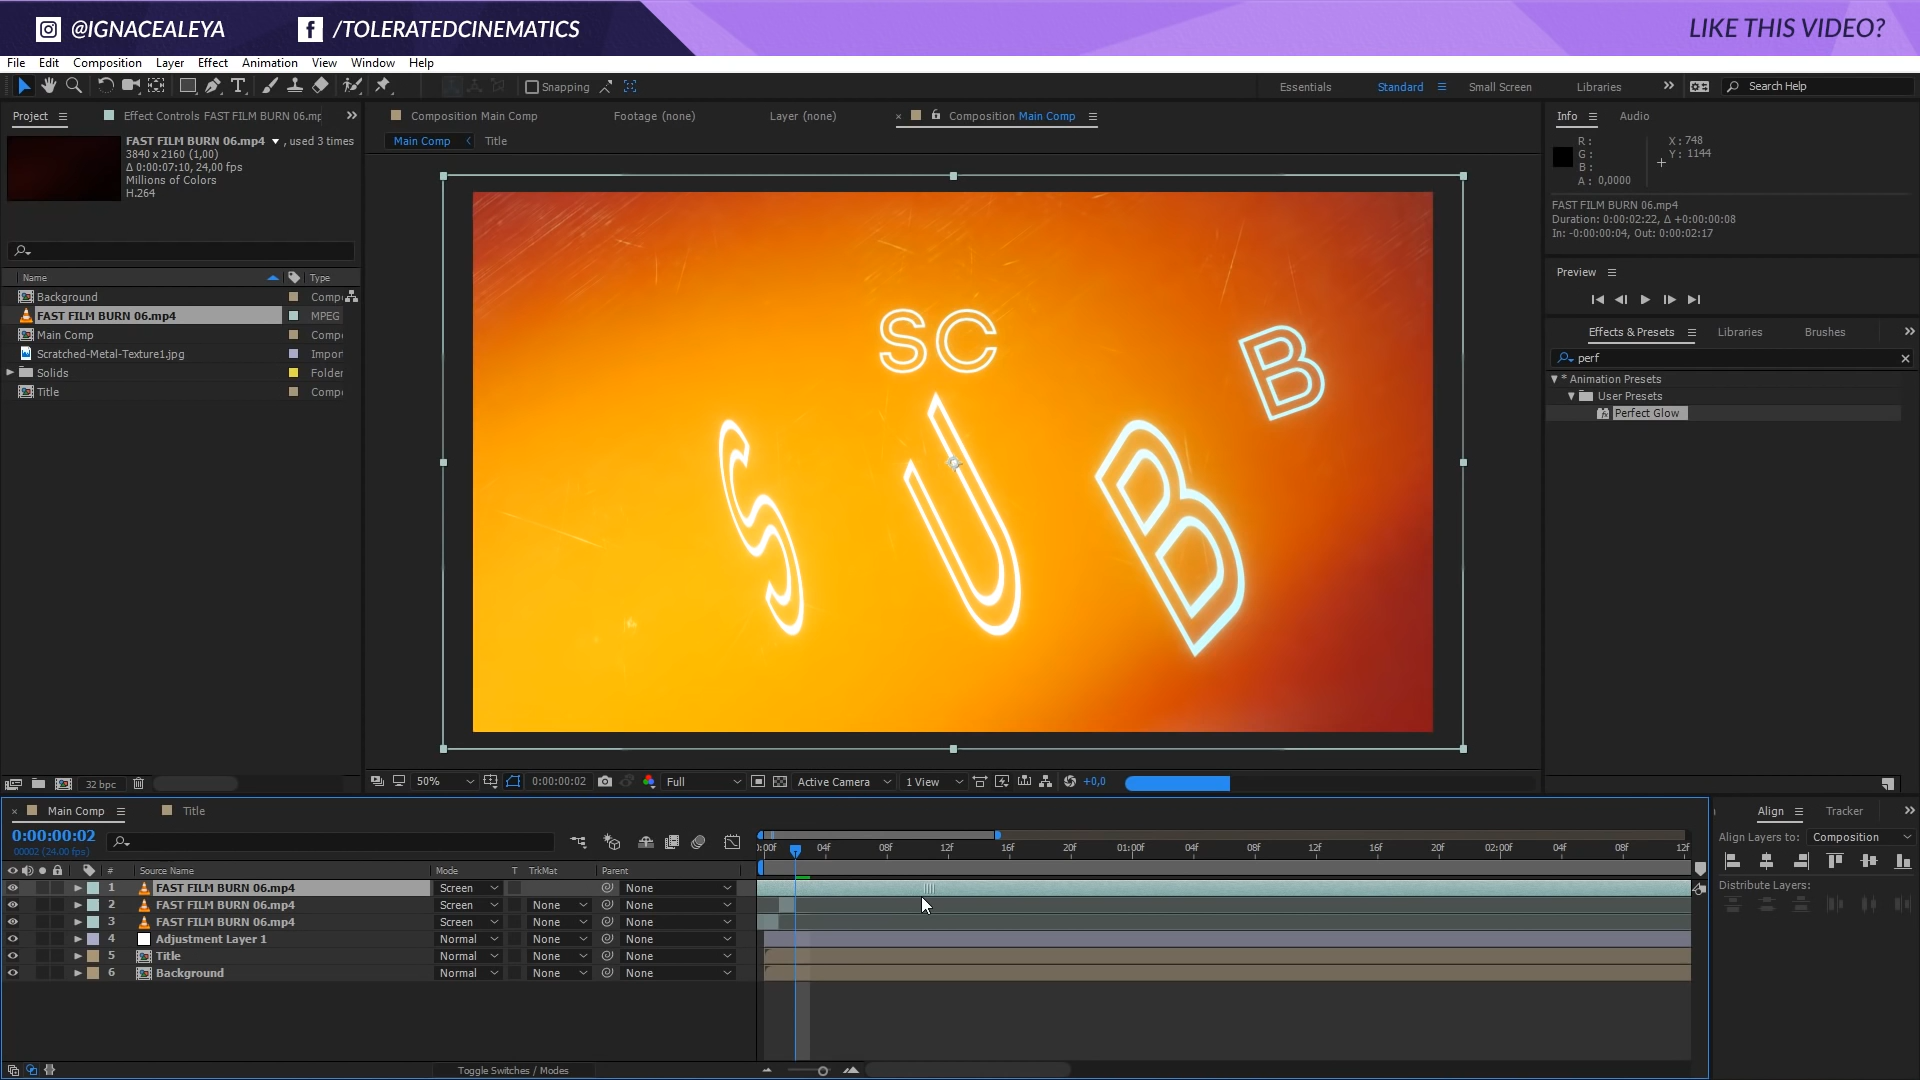 @IGNACEALEYA /TOLERATEDCINEMATICS LIKE THIS VIDEO?
File Edit Composition Layer Effect Animation View Window Help
Snapping Essentials Standard Small Screen Libraries Search Help
Project Effect Controls FAST FILM BURN 06.mp
Composition Main Comp Footage (none) Layer (none) Composition Main Comp
Info Audio
FAST FILM BURN 06.mp4 , used 3 times
3840 x 2160 (1,00)
Δ 0:00:07:10, 24,00 fps
Millions of Colors
H.264
Main Comp Title
R :
G :
B :
A : 0,0000
X : 748
Y : 1144
FAST FILM BURN 06.mp4
Duration: 0:00:02:22, Δ +0:00:00:08
In: -0:00:00:04, Out: 0:00:02:17
Name Type
Background Comp
FAST FILM BURN 06.mp4 MPEG
Main Comp Comp
Scratched-Metal-Texture1.jpg Import
Solids Folder
Title Comp
Preview
Effects & Presets Libraries Brushes
perf
* Animation Presets
User Presets
Perfect Glow
SC
B
S U B
32 bpc
50% 0:00:00:02 Full Active Camera 1 View +0,0
Main Comp Title
0:00:00:02
00002 (24.00 fps)
:00f 04f 08f 12f 16f 20f 01:00f 04f 08f 12f 16f 20f 02:00f 04f 08f 12f
# Source Name Mode T TrkMat Parent
1 FAST FILM BURN 06.mp4 Screen None
2 FAST FILM BURN 06.mp4 Screen None None
3 FAST FILM BURN 06.mp4 Screen None None
4 Adjustment Layer 1 Normal None None
5 Title Normal None None
6 Background Normal None None
Toggle Switches / Modes
Align Tracker
Align Layers to: Composition
Distribute Layers: